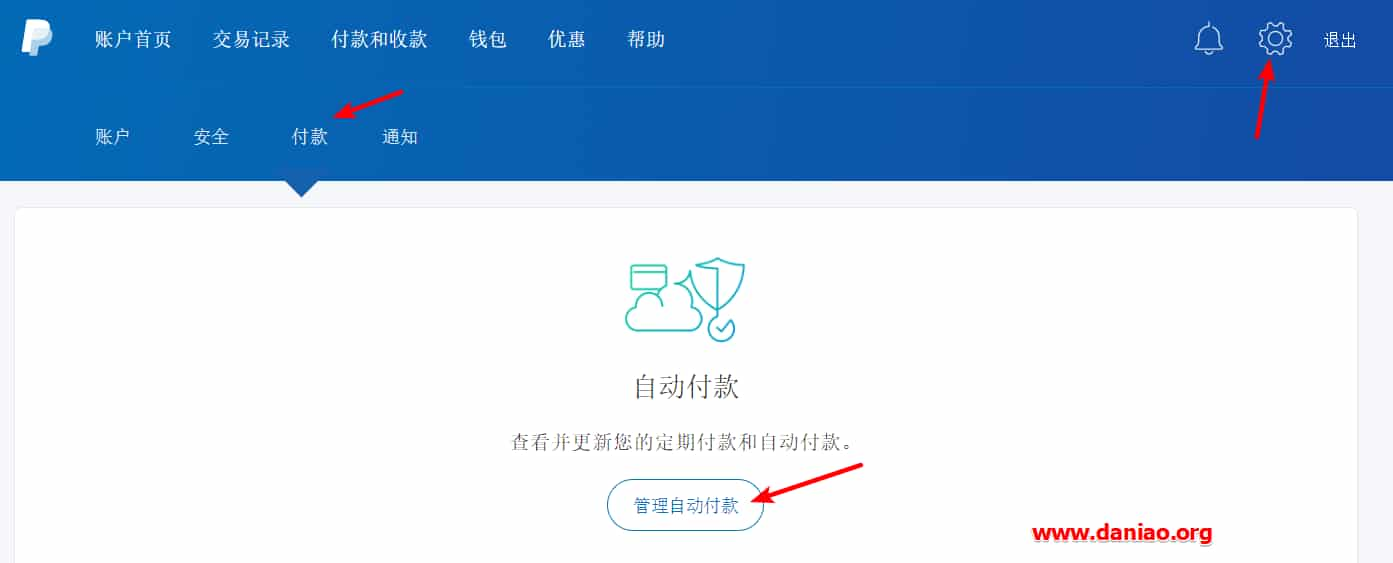 账户首页 交易记录 付款和收款 钱包 优惠 帮助 退出
账户 安全 付款 通知
自动付款
查看并更新您的定期付款和自动付款。
管理自动付款
www.daniao.org